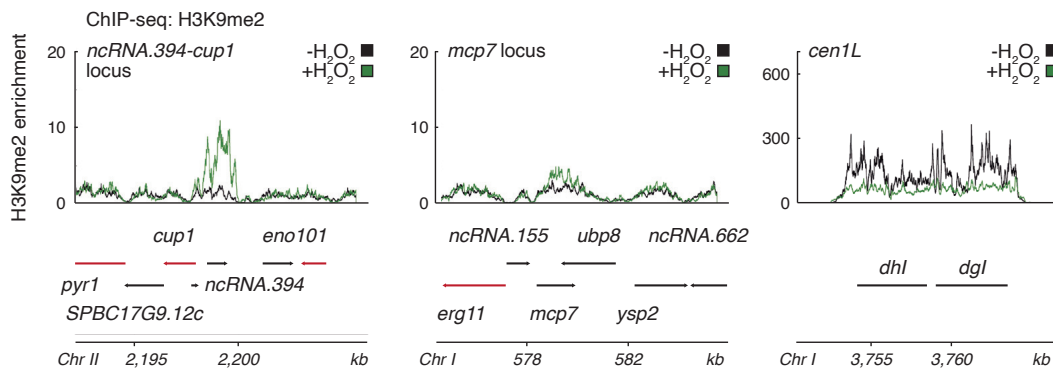 ChIP-seq: H3K9me2
H3K9me2 enrichment
20
10
0
ncRNA.394-cup1
locus
-H₂O₂
+H₂O₂
cup1
eno101
pyr1
ncRNA.394
SPBC17G9.12c
Chr II
2,195
2,200
kb
20
10
0
mcp7 locus
-H₂O₂
+H₂O₂
ncRNA.155
ubp8
ncRNA.662
erg11
mcp7
ysp2
Chr I
578
582
kb
600
300
0
cen1L
-H₂O₂
+H₂O₂
dhI
dgI
Chr I
3,755
3,760
kb